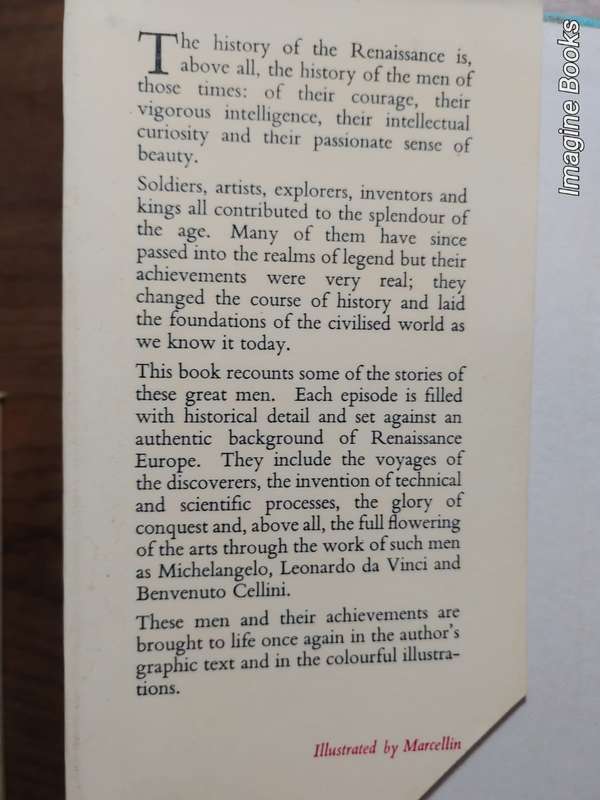 The history of the Renaissance is,
above all, the history of the men of
those times: of their courage, their
vigorous intelligence, their intellectual
curiosity and their passionate sense of
beauty.
Soldiers, artists, explorers, inventors and
kings all contributed to the splendour of
the age. Many of them have since
passed into the realms of legend but their
achievements were very real; they
changed the course of history and laid
the foundations of the civilised world as
we know it today.
This book recounts some of the stories of
these great men. Each episode is filled
with historical detail and set against an
authentic background of Renaissance
Europe. They include the voyages of
the discoverers, the invention of technical
and scientific processes, the glory of
conquest and, above all, the full flowering
of the arts through the work of such men
as Michelangelo, Leonardo da Vinci and
Benvenuto Cellini.
These men and their achievements are
brought to life once again in the author's
graphic text and in the colourful illustra-
tions.
Illustrated by Marcellin
Imagine Books